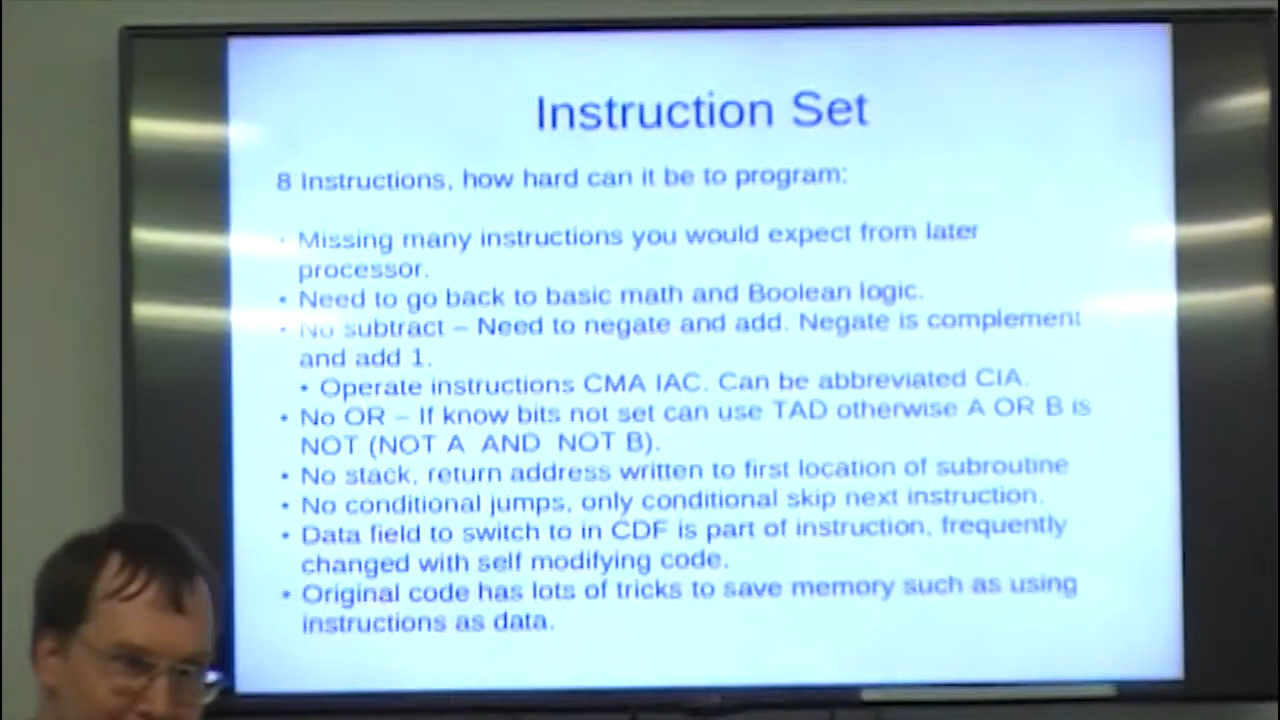 Instruction Set
8 Instructions, how hard can it be to program:
• Missing many instructions you would expect from later
processor.
• Need to go back to basic math and Boolean logic.
• No subtract – Need to negate and add. Negate is complement
and add 1.
• Operate instructions CMA IAC. Can be abbreviated CIA.
• No OR – If know bits not set can use TAD otherwise A OR B is
NOT (NOT A AND NOT B).
• No stack, return address written to first location of subroutine
• No conditional jumps, only conditional skip next instruction.
• Data field to switch to in CDF is part of instruction, frequently
changed with self modifying code.
• Original code has lots of tricks to save memory such as using
instructions as data.